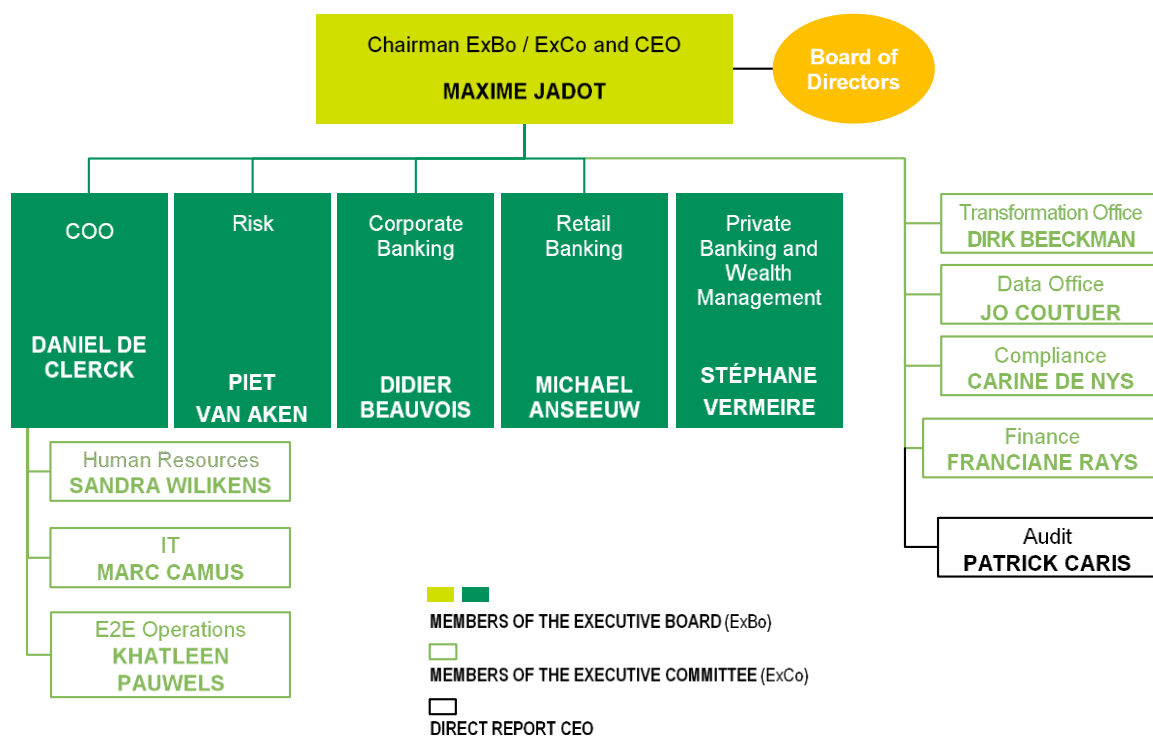 Chairman ExBo / ExCo and CEO
MAXIME JADOT
Board of
Directors
COO
DANIEL DE
CLERCK
Risk
PIET
VAN AKEN
Corporate
Banking
DIDIER
BEAUVOIS
Retail
Banking
MICHAEL
ANSEEUW
Private
Banking and
Wealth
Management
STÉPHANE
VERMEIRE
Transformation Office
DIRK BEECKMAN
Data Office
JO COUTUER
Compliance
CARINE DE NYS
Finance
FRANCIANE RAYS
Audit
PATRICK CARIS
Human Resources
SANDRA WILIKENS
IT
MARC CAMUS
E2E Operations
KHATLEEN
PAUWELS
MEMBERS OF THE EXECUTIVE BOARD (ExBo)
MEMBERS OF THE EXECUTIVE COMMITTEE (ExCo)
DIRECT REPORT CEO